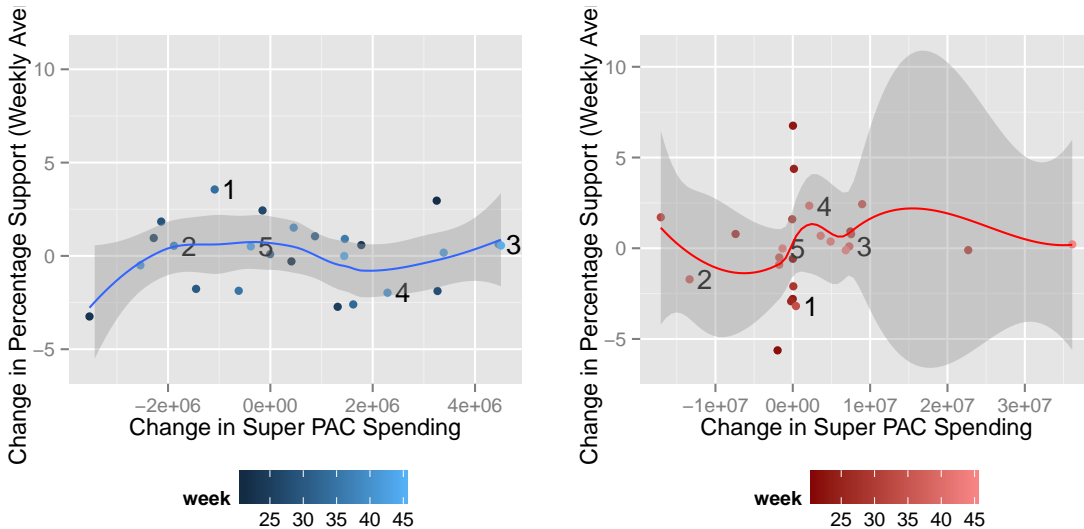 Change in Percentage Support (Weekly Ave
10
5
0
−5
1
2
5
3
4
−2e+06 0e+00 2e+06 4e+06
Change in Super PAC Spending
week
25 30 35 40 45
Change in Percentage Support (Weekly Ave
10
5
0
−5
4
5
3
2
1
−1e+07 0e+00 1e+07 2e+07 3e+07
Change in Super PAC Spending
week
25 30 35 40 45